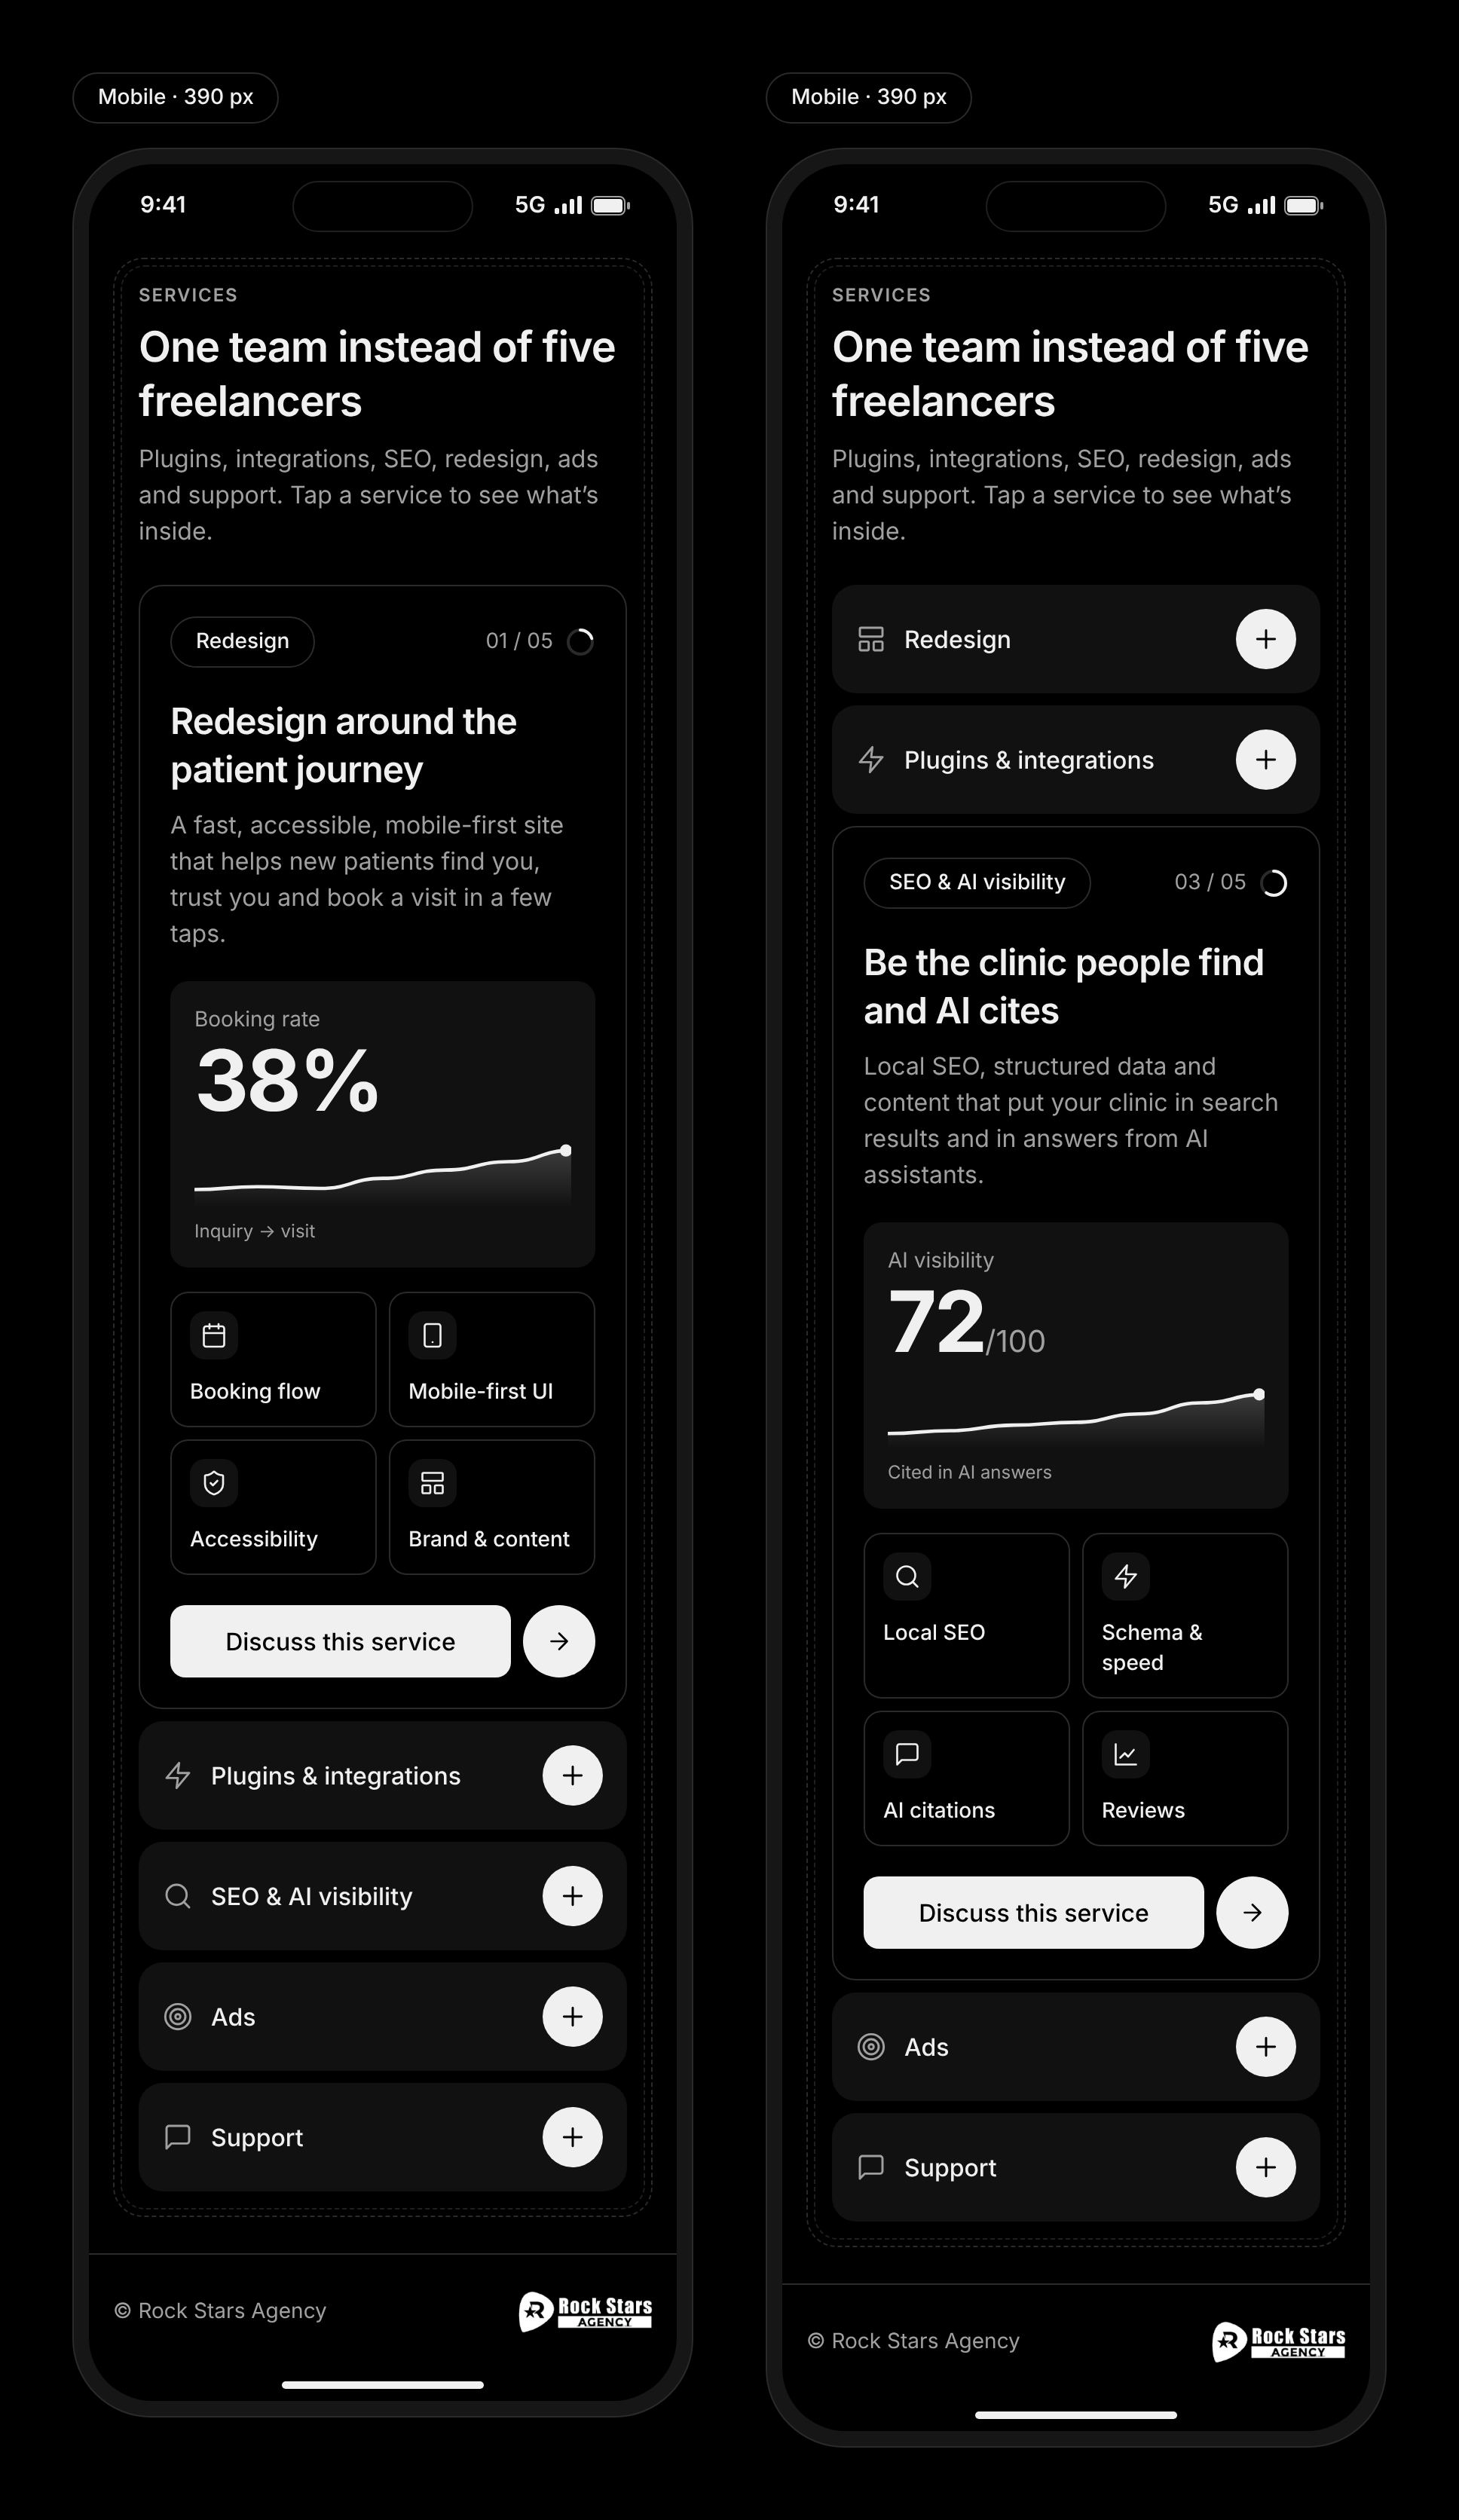 Mobile · 390 px
9:41
5G
SERVICES
One team instead of five
freelancers
Plugins, integrations, SEO, redesign, ads
and support. Tap a service to see what’s
inside.
Redesign
01 / 05
Redesign around the
patient journey
A fast, accessible, mobile-first site
that helps new patients find you,
trust you and book a visit in a few
taps.
Booking rate
38%
Inquiry → visit
Booking flow
Mobile-first UI
Accessibility
Brand & content
Discuss this service
Plugins & integrations
SEO & AI visibility
Ads
Support
© Rock Stars Agency
R
Rock Stars
AGENCY
Mobile · 390 px
9:41
5G
SERVICES
One team instead of five
freelancers
Plugins, integrations, SEO, redesign, ads
and support. Tap a service to see what’s
inside.
Redesign
Plugins & integrations
SEO & AI visibility
03 / 05
Be the clinic people find
and AI cites
Local SEO, structured data and
content that put your clinic in search
results and in answers from AI
assistants.
AI visibility
72/100
Cited in AI answers
Local SEO
Schema &
speed
AI citations
Reviews
Discuss this service
Ads
Support
© Rock Stars Agency
R
Rock Stars
AGENCY